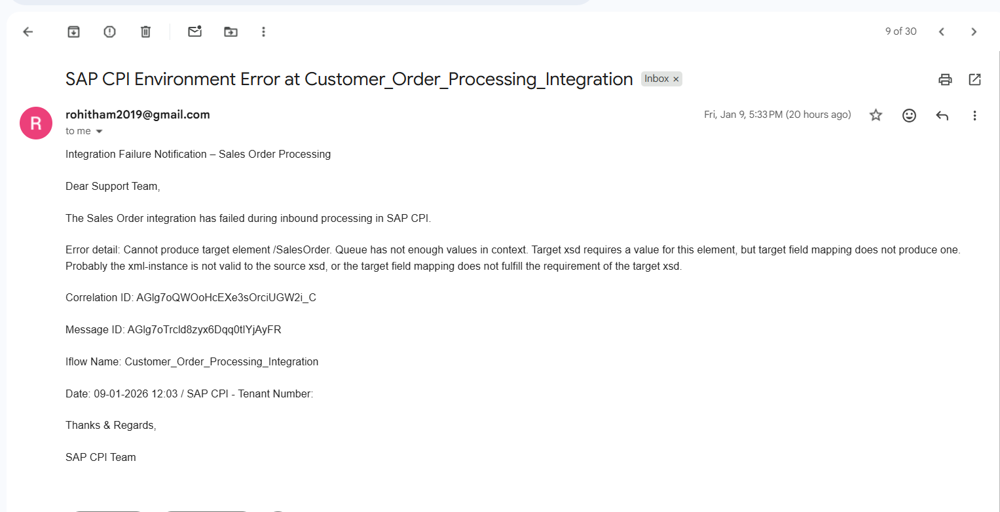 9 of 30
SAP CPI Environment Error at Customer_Order_Processing_Integration Inbox ×
R
rohitham2019@gmail.com
Fri, Jan 9, 5:33 PM (20 hours ago)
to me
Integration Failure Notification – Sales Order Processing
Dear Support Team,
The Sales Order integration has failed during inbound processing in SAP CPI.
Error detail: Cannot produce target element /SalesOrder. Queue has not enough values in context. Target xsd requires a value for this element, but target field mapping does not produce one.
Probably the xml-instance is not valid to the source xsd, or the target field mapping does not fulfill the requirement of the target xsd.
Correlation ID: AGlg7oQWOoHcEXe3sOrciUGW2i_C
Message ID: AGlg7oTrcld8zyx6Dqq0tlYjAyFR
Iflow Name: Customer_Order_Processing_Integration
Date: 09-01-2026 12:03 / SAP CPI - Tenant Number:
Thanks & Regards,
SAP CPI Team